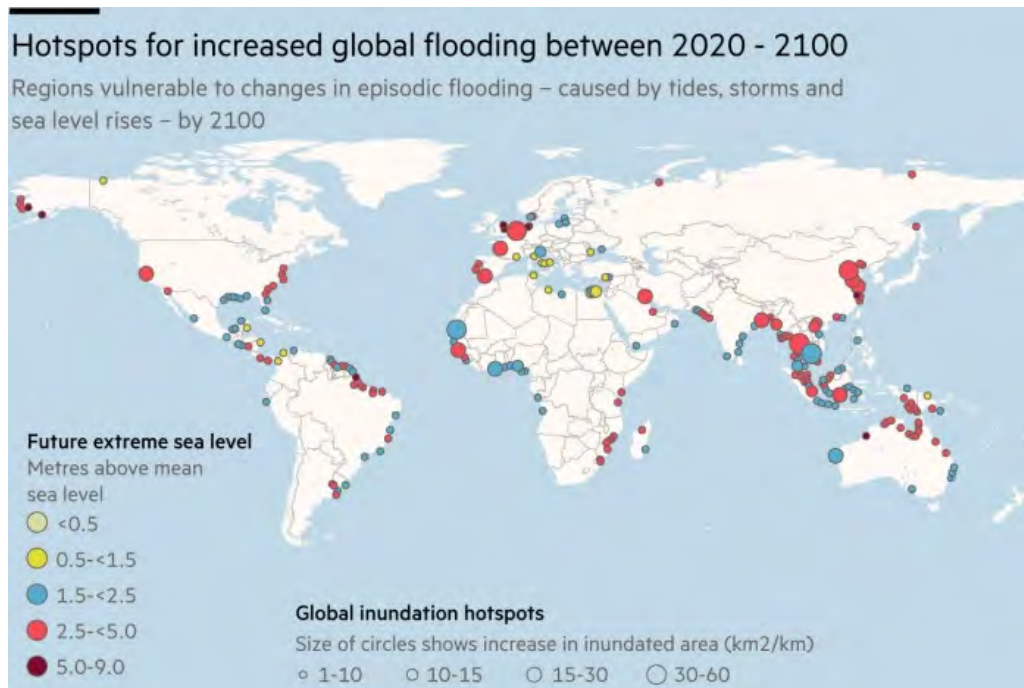 Hotspots for increased global flooding between 2020 - 2100
Regions vulnerable to changes in episodic flooding – caused by tides, storms and
sea level rises – by 2100
Future extreme sea level
Metres above mean
sea level
<0.5
0.5-<1.5
1.5-<2.5
2.5-<5.0
5.0-9.0
Global inundation hotspots
Size of circles shows increase in inundated area (km2/km)
1-10 10-15 15-30 30-60